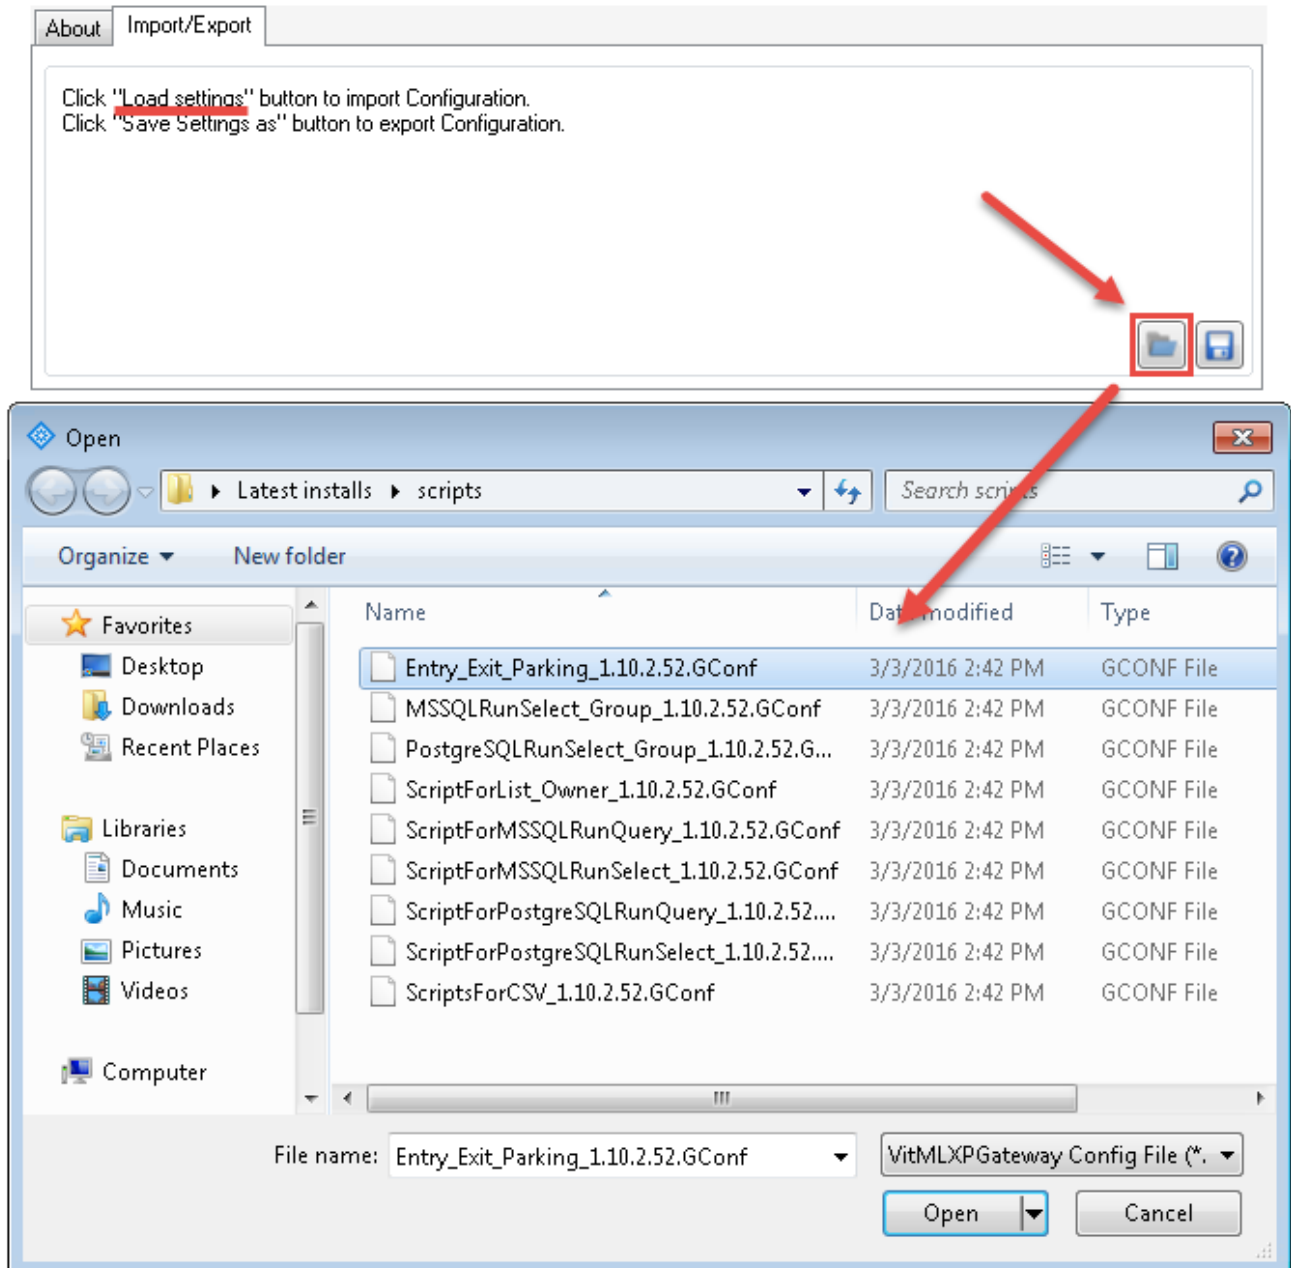 About Import/Export
Click "Load settings" button to import Configuration.
Click "Save Settings as" button to export Configuration.
Open
Latest installs scripts
Search scripts
Organize New folder
Name Date modified Type
Favorites
Desktop
Downloads
Recent Places
Libraries
Documents
Music
Pictures
Videos
Computer
Entry_Exit_Parking_1.10.2.52.GConf 3/3/2016 2:42 PM GCONF File
MSSQLRunSelect_Group_1.10.2.52.GConf 3/3/2016 2:42 PM GCONF File
PostgreSQLRunSelect_Group_1.10.2.52.G... 3/3/2016 2:42 PM GCONF File
ScriptForList_Owner_1.10.2.52.GConf 3/3/2016 2:42 PM GCONF File
ScriptForMSSQLRunQuery_1.10.2.52.GConf 3/3/2016 2:42 PM GCONF File
ScriptForMSSQLRunSelect_1.10.2.52.GConf 3/3/2016 2:42 PM GCONF File
ScriptForPostgreSQLRunQuery_1.10.2.52.... 3/3/2016 2:42 PM GCONF File
ScriptForPostgreSQLRunSelect_1.10.2.52.... 3/3/2016 2:42 PM GCONF File
ScriptsForCSV_1.10.2.52.GConf 3/3/2016 2:42 PM GCONF File
File name: Entry_Exit_Parking_1.10.2.52.GConf VitMLXPGateway Config File (*.
Open Cancel